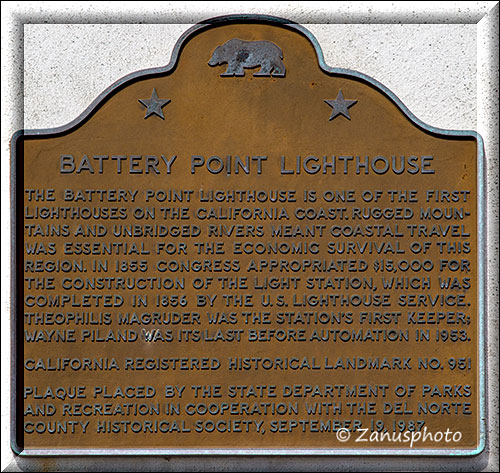 BATTERY POINT LIGHTHOUSE
THE BATTERY POINT LIGHTHOUSE IS ONE OF THE FIRST
LIGHTHOUSES ON THE CALIFORNIA COAST. RUGGED MOUN-
TAINS AND UNBRIDGED RIVERS MEANT COASTAL TRAVEL
WAS ESSENTIAL FOR THE ECONOMIC SURVIVAL OF THIS
REGION. IN 1855 CONGRESS APPROPRIATED $15,000 FOR
THE CONSTRUCTION OF THE LIGHT STATION, WHICH WAS
COMPLETED IN 1856 BY THE U.S. LIGHTHOUSE SERVICE.
THEOPHILIS MAGRUDER WAS THE STATION'S FIRST KEEPER;
WAYNE PILAND WAS ITS LAST BEFORE AUTOMATION IN 1953.
CALIFORNIA REGISTERED HISTORICAL LANDMARK NO. 951
PLAQUE PLACED BY THE STATE DEPARTMENT OF PARKS
AND RECREATION IN COOPERATION WITH THE DEL NORTE
COUNTY HISTORICAL SOCIETY, SEPTEMBER 19, 1987.
© Zanusphoto